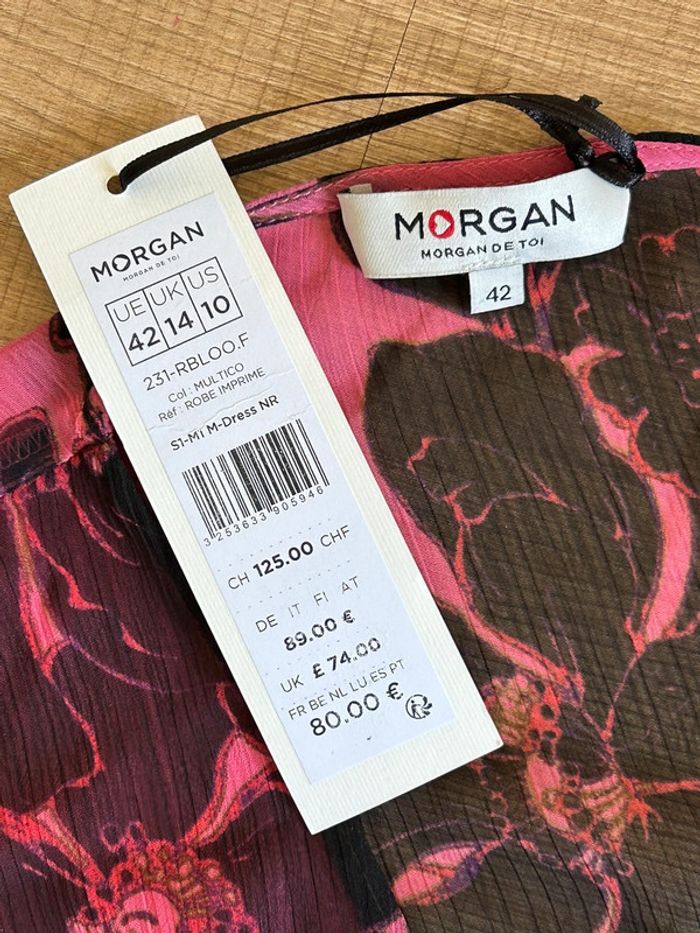 MORGAN
MORGAN DE TOI
42
MORGAN
MORGAN DE TOI
UE UK US
42 14 10
231-RBLOO.F
Col : MULTICO
Réf : ROBE IMPRIME
S1-M1 M-Dress NR
3 253633 905946
CH 125.00 CHF
DE IT FI AT
89.00 €
UK £ 74.00
FR BE NL LU ES PT
80.00 €